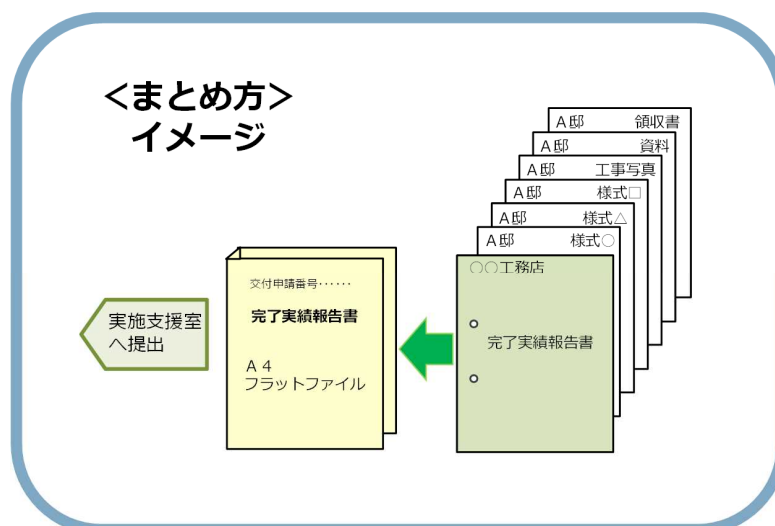 <まとめ方>
イメージ
A邸 領収書
A邸 資料
A邸 工事写真
A邸 様式□
A邸 様式△
A邸 様式○
○○工務店
完了実績報告書
交付申請番号‥‥‥
完了実績報告書
A4
フラットファイル
実施支援室
へ提出